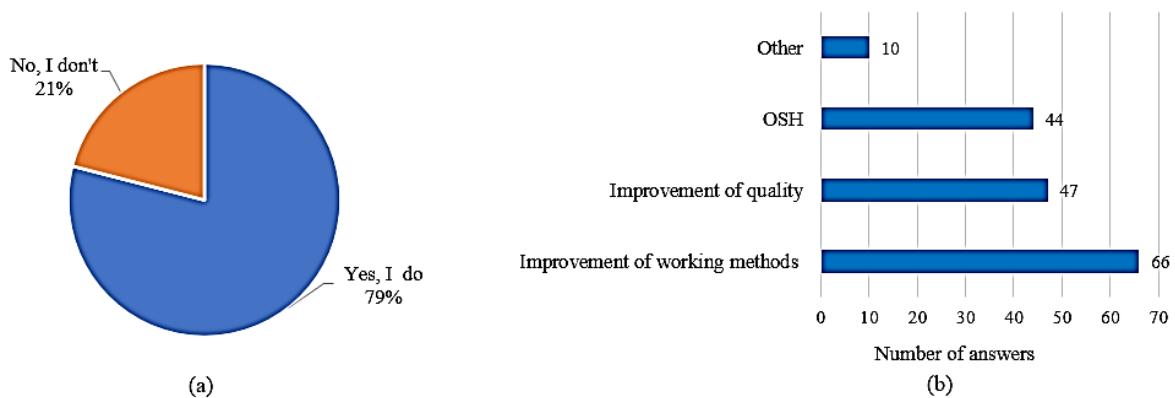 No, I don't
21%
Yes, I do
79%
(a)
Other
10
OSH
44
Improvement of quality
47
Improvement of working methods
66
0 10 20 30 40 50 60 70
Number of answers
(b)